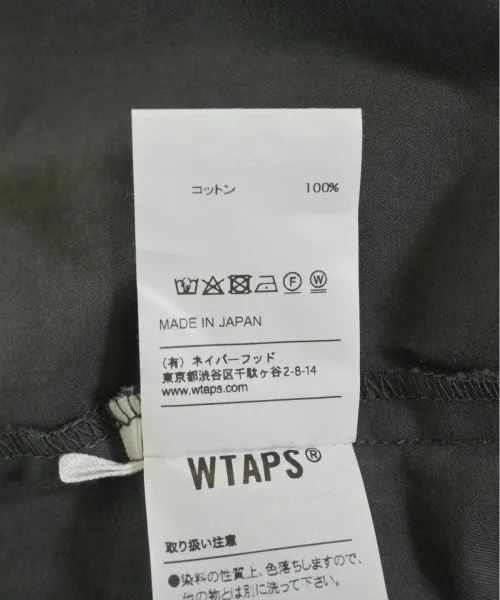 コットン 100%
F W
MADE IN JAPAN
(有) ネイバーフッド
東京都渋谷区千駄ヶ谷2-8-14
www.wtaps.com
WTAPS®
取り扱い注意
●染料の性質上、色落ちしますので、
他の物とは別に洗って下さい。